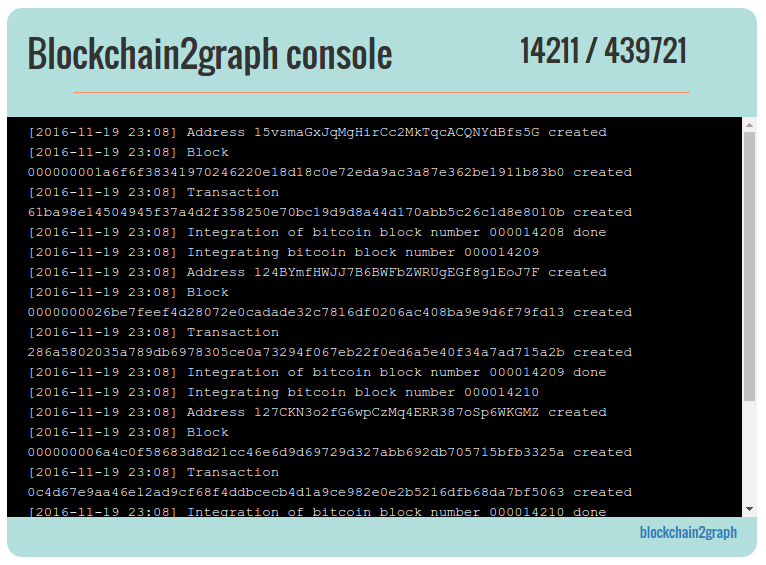 Blockchain2graph console
14211 / 439721
[2016-11-19 23:08] Address 15vsmaGxJqMgHirCc2MkTqcACQNYdBfs5G created
[2016-11-19 23:08] Block
000000001a6f6f38341970246220e18d18c0e72eda9ac3a87e362be1911b83b0 created
[2016-11-19 23:08] Transaction
61ba98e14504945f37a4d2f358250e70bc19d9d8a44d170abb5c26c1d8e8010b created
[2016-11-19 23:08] Integration of bitcoin block number 000014208 done
[2016-11-19 23:08] Integrating bitcoin block number 000014209
[2016-11-19 23:08] Address 124BYmfHWJJ7B6BWFbZWRUgEGf8g1EoJ7F created
[2016-11-19 23:08] Block
0000000026be7feef4d28072e0cadade32c7816df0206ac408ba9e9d6f79fd13 created
[2016-11-19 23:08] Transaction
286a5802035a789db6978305ce0a73294f067eb22f0ed6a5e40f34a7ad715a2b created
[2016-11-19 23:08] Integration of bitcoin block number 000014209 done
[2016-11-19 23:08] Integrating bitcoin block number 000014210
[2016-11-19 23:08] Address 127CKN3o2fG6wpCzMq4ERR387oSp6WKGMZ created
[2016-11-19 23:08] Block
000000006a4c0f58683d8d21cc46e6d9d69729d327abb692db705715bfb3325a created
[2016-11-19 23:08] Transaction
0c4d67e9aa46e12ad9cf68f4ddbcecb4d1a9ce982e0e2b5216dfb68da7bf5063 created
[2016-11-19 23:08] Integration of bitcoin block number 000014210 done
blockchain2graph